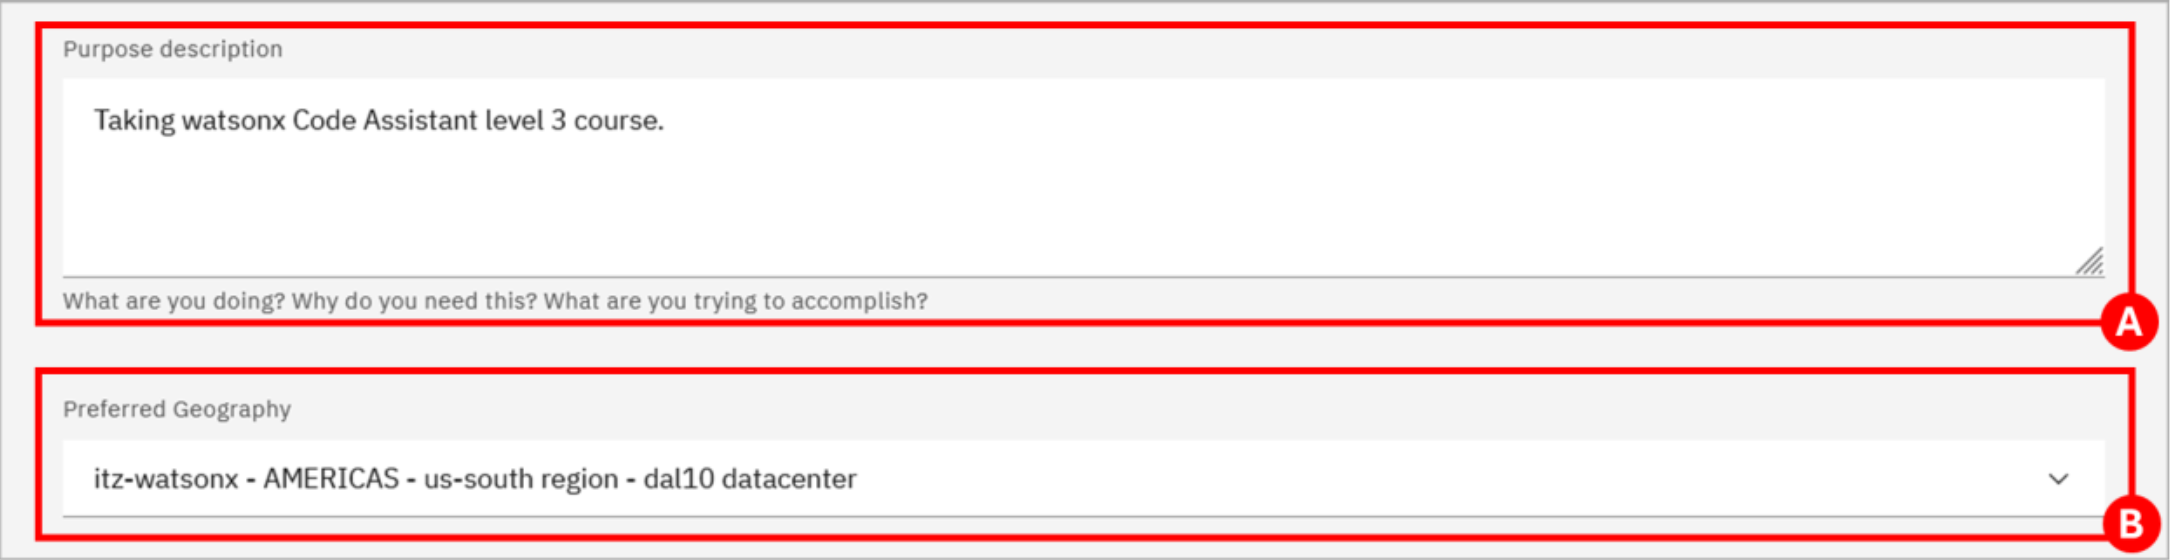 Purpose description
Taking watsonx Code Assistant level 3 course.
What are you doing? Why do you need this? What are you trying to accomplish?
A
Preferred Geography
itz-watsonx - AMERICAS - us-south region - dal10 datacenter
B